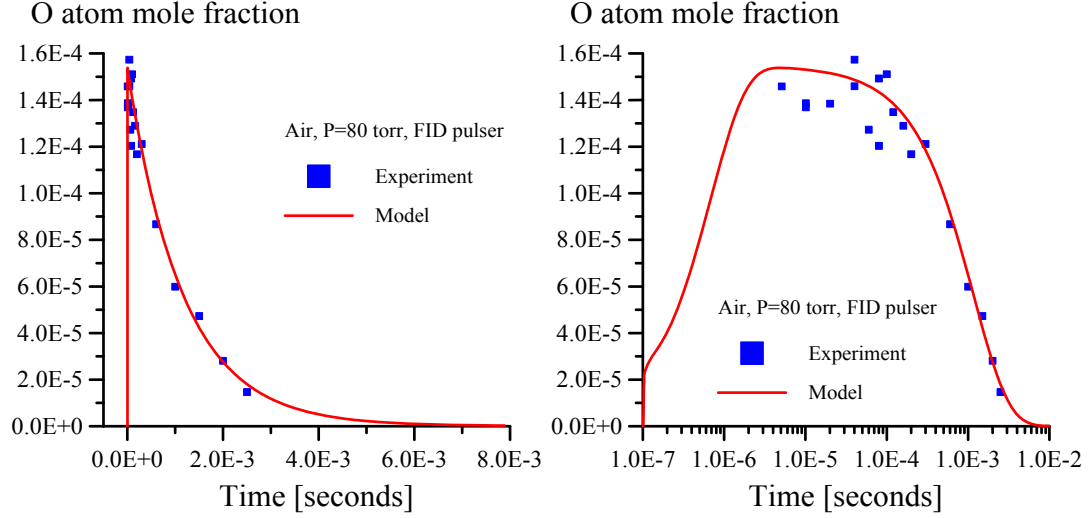 O atom mole fraction
1.6E-4
1.4E-4
1.2E-4
1.0E-4
8.0E-5
6.0E-5
4.0E-5
2.0E-5
0.0E+0
Air, P=80 torr, FID pulser
Experiment
Model
0.0E+0 2.0E-3 4.0E-3 6.0E-3 8.0E-3
Time [seconds]
O atom mole fraction
1.6E-4
1.4E-4
1.2E-4
1.0E-4
8.0E-5
6.0E-5
4.0E-5
2.0E-5
0.0E+0
Air, P=80 torr, FID pulser
Experiment
Model
1.0E-7 1.0E-6 1.0E-5 1.0E-4 1.0E-3 1.0E-2
Time [seconds]